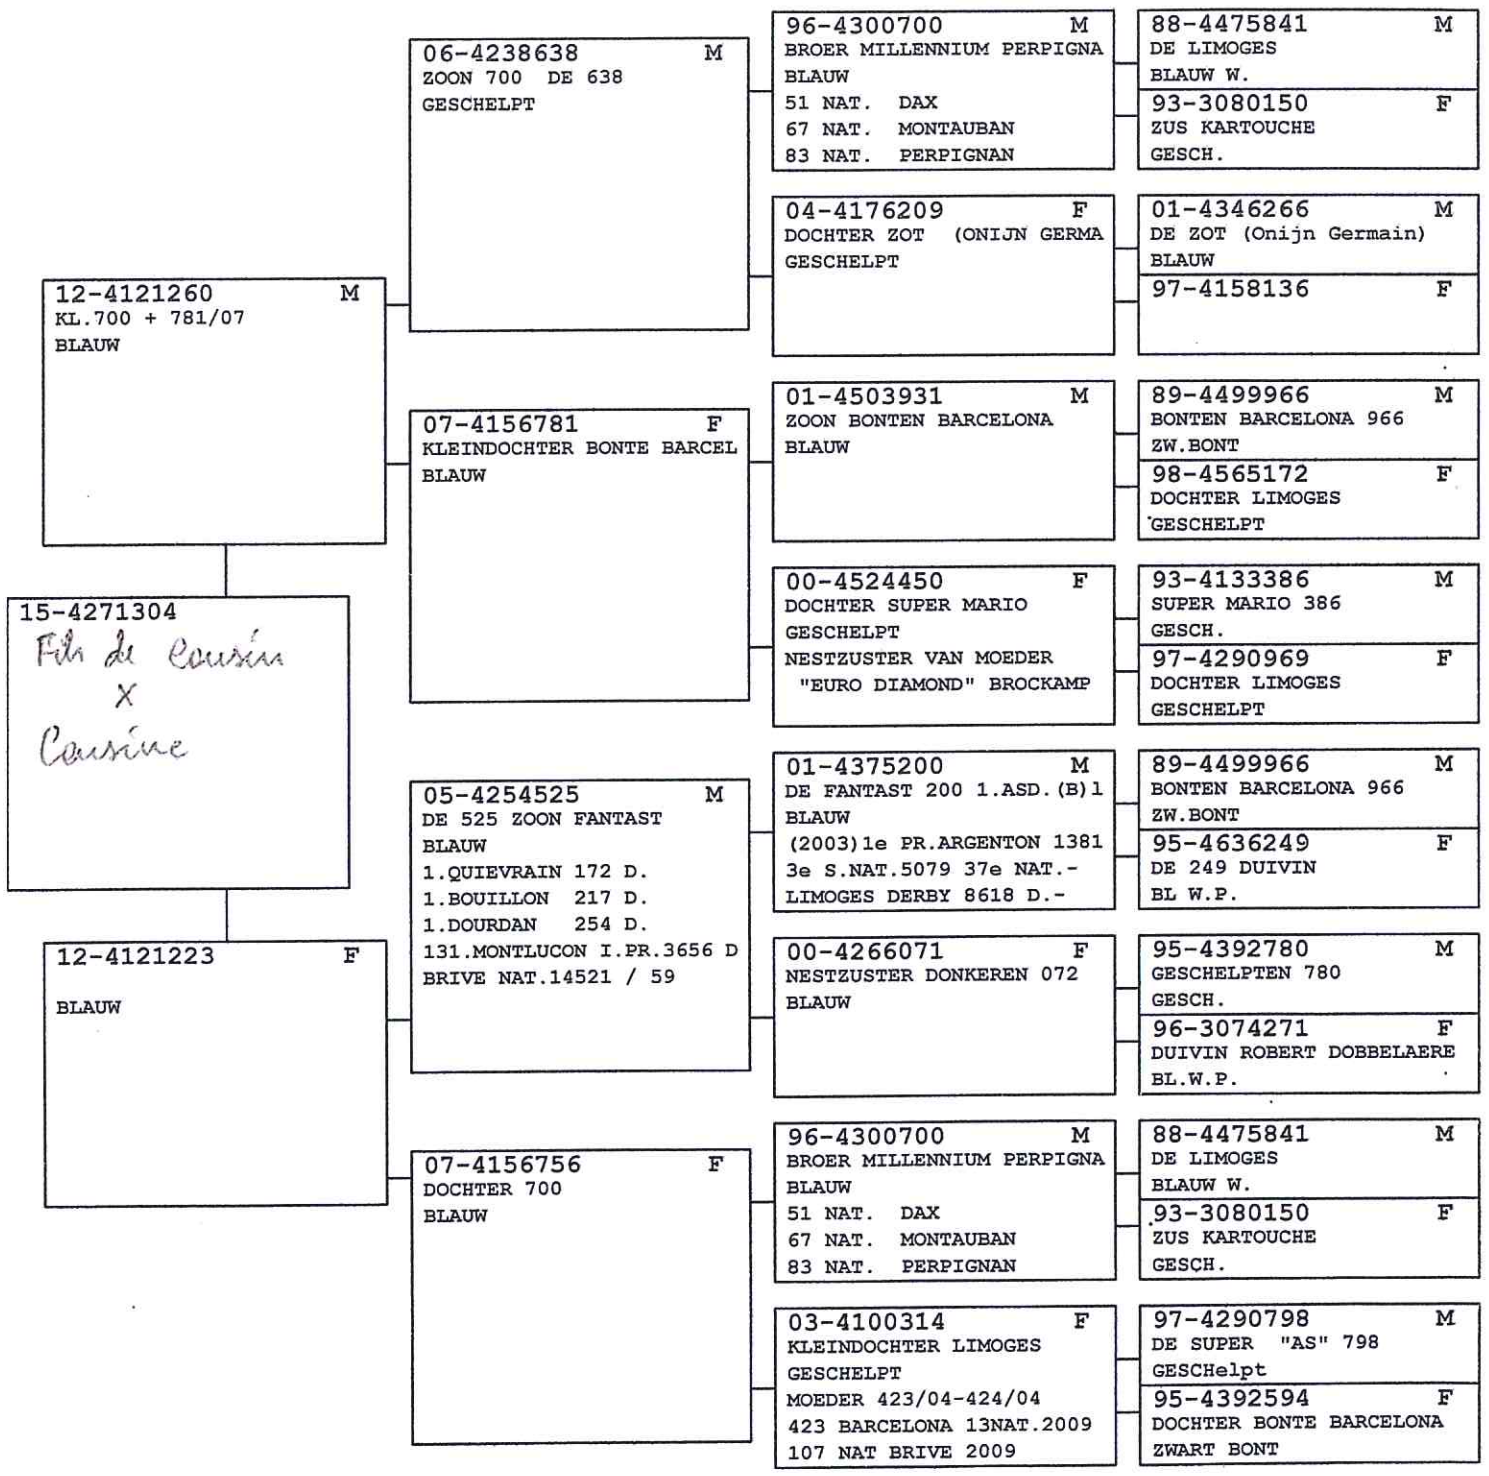 15-4271304
Fils de Cousin
X
Cousine
12-4121260 M
KL.700 + 781/07
BLAUW
12-4121223 F
BLAUW
06-4238638 M
ZOON 700 DE 638
GESCHELPT
07-4156781 F
KLEINDOCHTER BONTE BARCEL
BLAUW
05-4254525 M
DE 525 ZOON FANTAST
BLAUW
1.QUIEVRAIN 172 D.
1.BOUILLON 217 D.
1.DOURDAN 254 D.
131.MONTLUCON I.PR.3656 D
BRIVE NAT.14521 / 59
07-4156756 F
DOCHTER 700
BLAUW
96-4300700 M
BROER MILLENNIUM PERPIGNA
BLAUW
51 NAT. DAX
67 NAT. MONTAUBAN
83 NAT. PERPIGNAN
04-4176209 F
DOCHTER ZOT (ONIJN GERMA
GESCHELPT
01-4503931 M
ZOON BONTEN BARCELONA
BLAUW
00-4524450 F
DOCHTER SUPER MARIO
GESCHELPT
NESTZUSTER VAN MOEDER
"EURO DIAMOND" BROCKAMP
01-4375200 M
DE FANTAST 200 1.ASD.(B)l
BLAUW
(2003)1e PR.ARGENTON 1381
3e S.NAT.5079 37e NAT.-
LIMOGES DERBY 8618 D.-
00-4266071 F
NESTZUSTER DONKEREN 072
BLAUW
96-4300700 M
BROER MILLENNIUM PERPIGNA
BLAUW
51 NAT. DAX
67 NAT. MONTAUBAN
83 NAT. PERPIGNAN
03-4100314 F
KLEINDOCHTER LIMOGES
GESCHELPT
MOEDER 423/04-424/04
423 BARCELONA 13NAT.2009
107 NAT BRIVE 2009
88-4475841 M
DE LIMOGES
BLAUW W.
93-3080150 F
ZUS KARTOUCHE
GESCH.
01-4346266 M
DE ZOT (Onijn Germain)
BLAUW
97-4158136 F
89-4499966 M
BONTEN BARCELONA 966
ZW.BONT
98-4565172 F
DOCHTER LIMOGES
GESCHELPT
93-4133386 M
SUPER MARIO 386
GESCH.
97-4290969 F
DOCHTER LIMOGES
GESCHELPT
89-4499966 M
BONTEN BARCELONA 966
ZW.BONT
95-4636249 F
DE 249 DUIVIN
BL W.P.
95-4392780 M
GESCHELPTEN 780
GESCH.
96-3074271 F
DUIVIN ROBERT DOBBELAERE
BL.W.P.
88-4475841 M
DE LIMOGES
BLAUW W.
93-3080150 F
ZUS KARTOUCHE
GESCH.
97-4290798 M
DE SUPER "AS" 798
GESCHelpt
95-4392594 F
DOCHTER BONTE BARCELONA
ZWART BONT